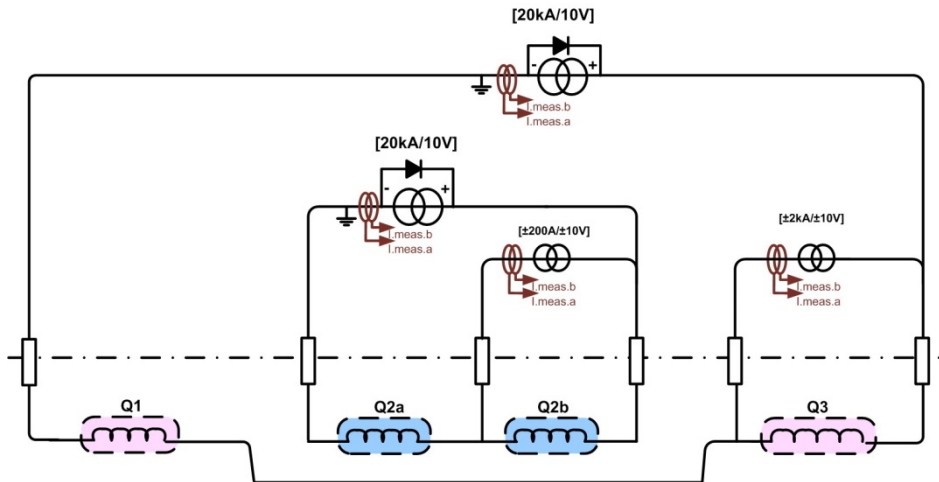 [20kA/10V]
- +
I.meas.b
I.meas.a
[20kA/10V]
- +
I.meas.b
I.meas.a
[±200A/±10V]
I.meas.b
I.meas.a
[±2kA/±10V]
I.meas.b
I.meas.a
Q1
Q2a
Q2b
Q3